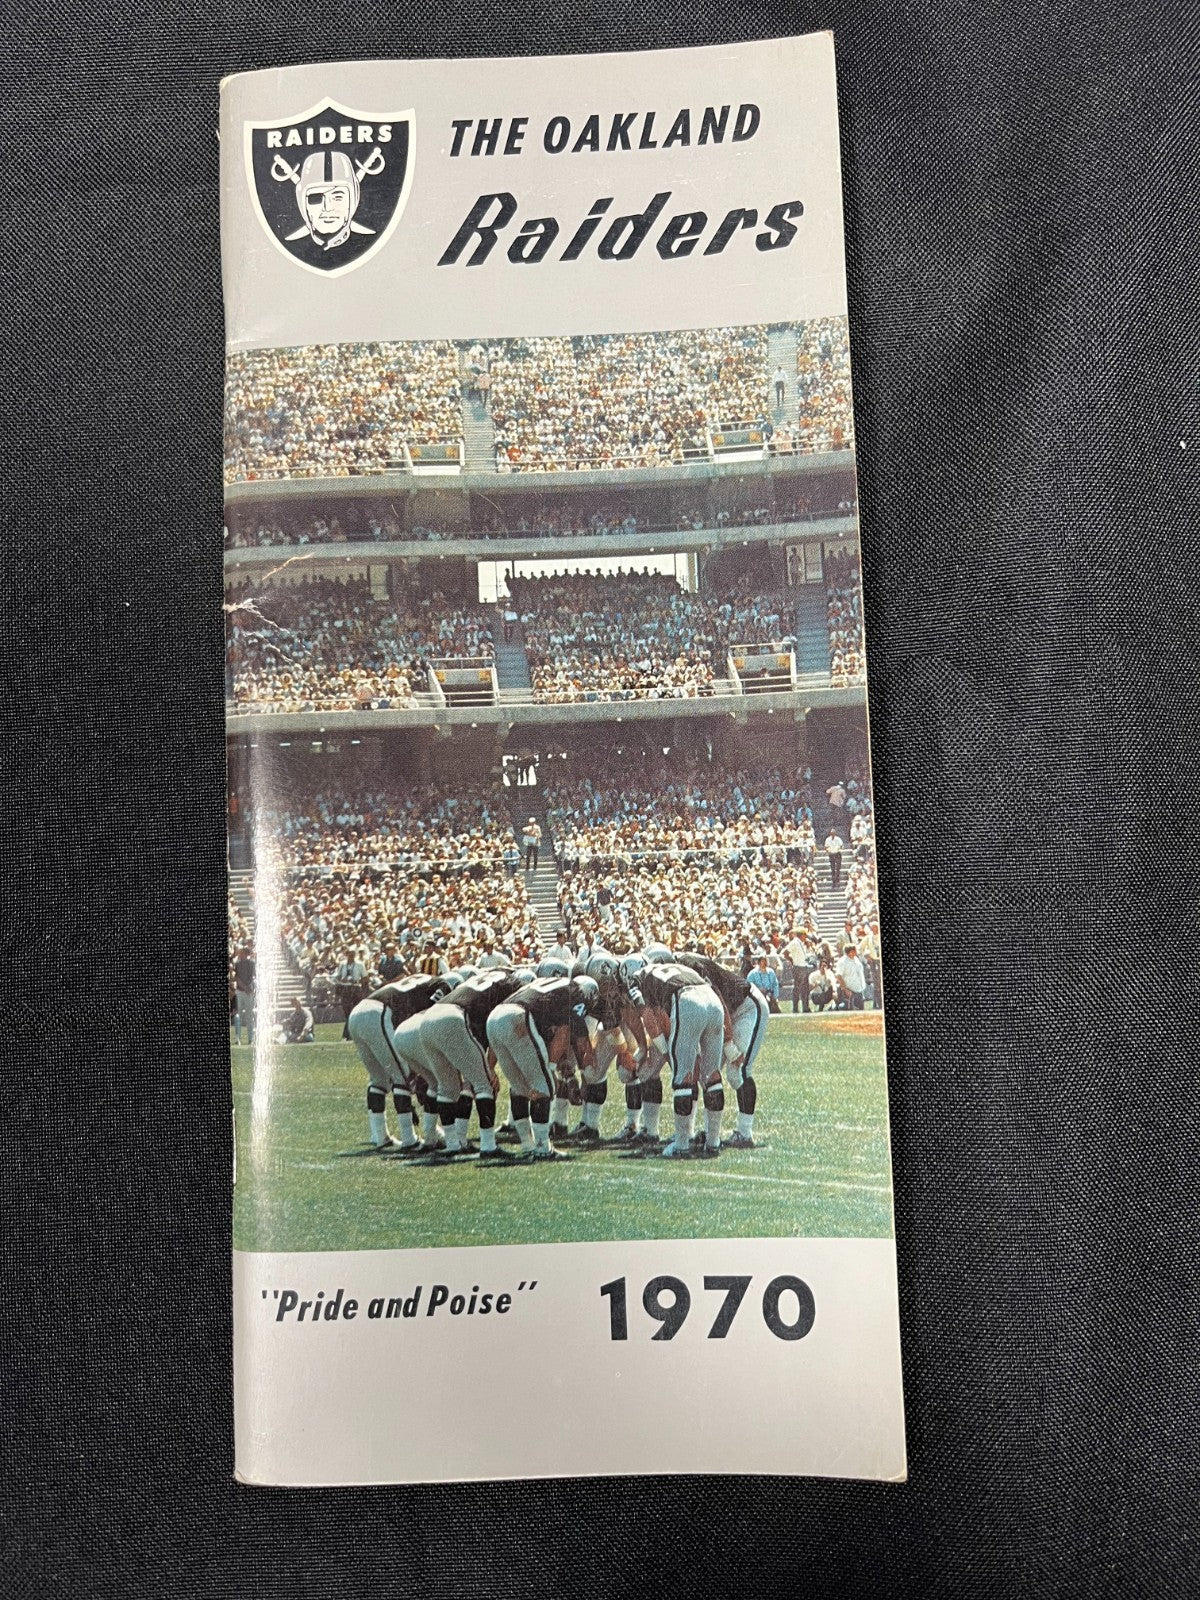 RAIDERS
THE OAKLAND
Raiders
"Pride and Poise" 1970